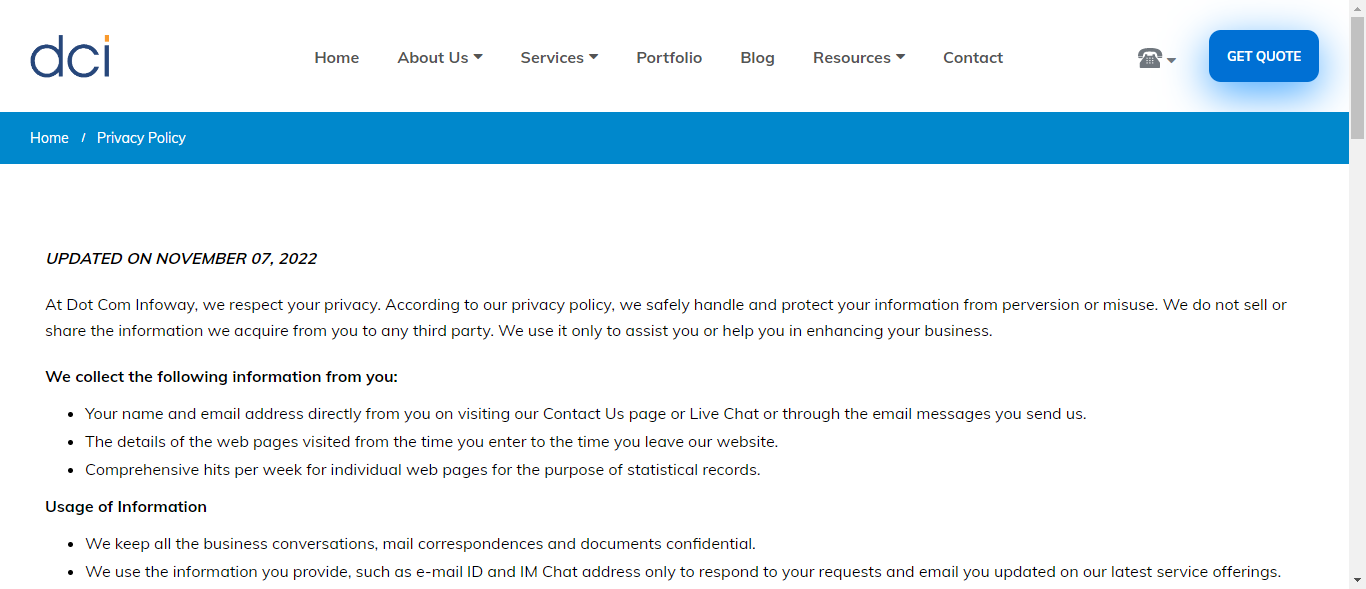 dci
Home About Us Services Portfolio Blog Resources Contact GET QUOTE
Home / Privacy Policy
UPDATED ON NOVEMBER 07, 2022
At Dot Com Infoway, we respect your privacy. According to our privacy policy, we safely handle and protect your information from perversion or misuse. We do not sell or
share the information we acquire from you to any third party. We use it only to assist you or help you in enhancing your business.
We collect the following information from you:
Your name and email address directly from you on visiting our Contact Us page or Live Chat or through the email messages you send us.
The details of the web pages visited from the time you enter to the time you leave our website.
Comprehensive hits per week for individual web pages for the purpose of statistical records.
Usage of Information
We keep all the business conversations, mail correspondences and documents confidential.
We use the information you provide, such as e-mail ID and IM Chat address only to respond to your requests and email you updated on our latest service offerings.